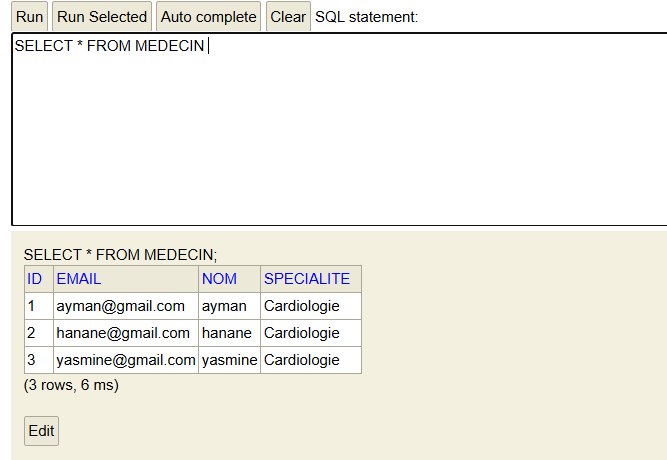 Run Run Selected Auto complete Clear SQL statement:
SELECT * FROM MEDECIN
SELECT * FROM MEDECIN;
ID EMAIL NOM SPECIALITE
1 ayman@gmail.com ayman Cardiologie
2 hanane@gmail.com hanane Cardiologie
3 yasmine@gmail.com yasmine Cardiologie
(3 rows, 6 ms)
Edit